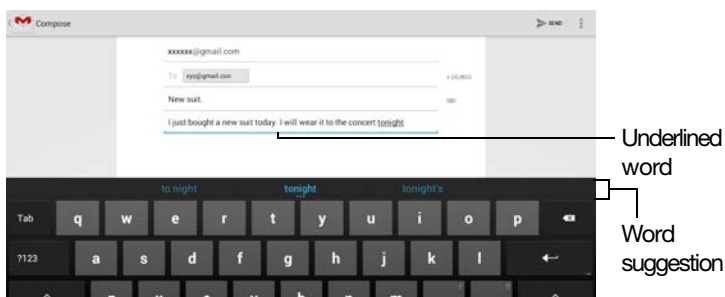 Compose
SEND
xxxxxx@gmail.com
To xyz@gmail.com
+ CC/BCC
New suit.
I just bought a new suit today. I will wear it to the concert tonight
Underlined
word
to night tonight tonight's
Word
suggestion
Tab q w e r t y u i o p
?123 a s d f g h j k l
! ?